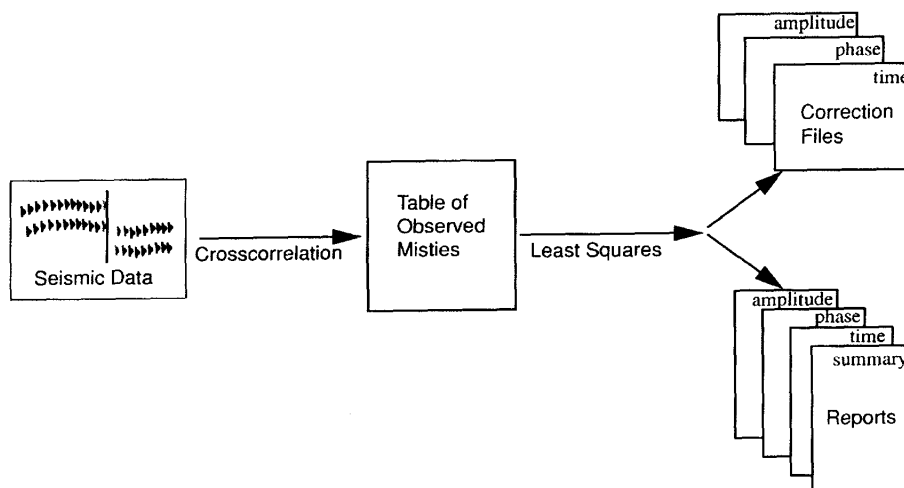 amplitude
phase
time
Correction
Files
Seismic Data
Crosscorrelation
Table of
Observed
Misties
Least Squares
amplitude
phase
time
summary
Reports